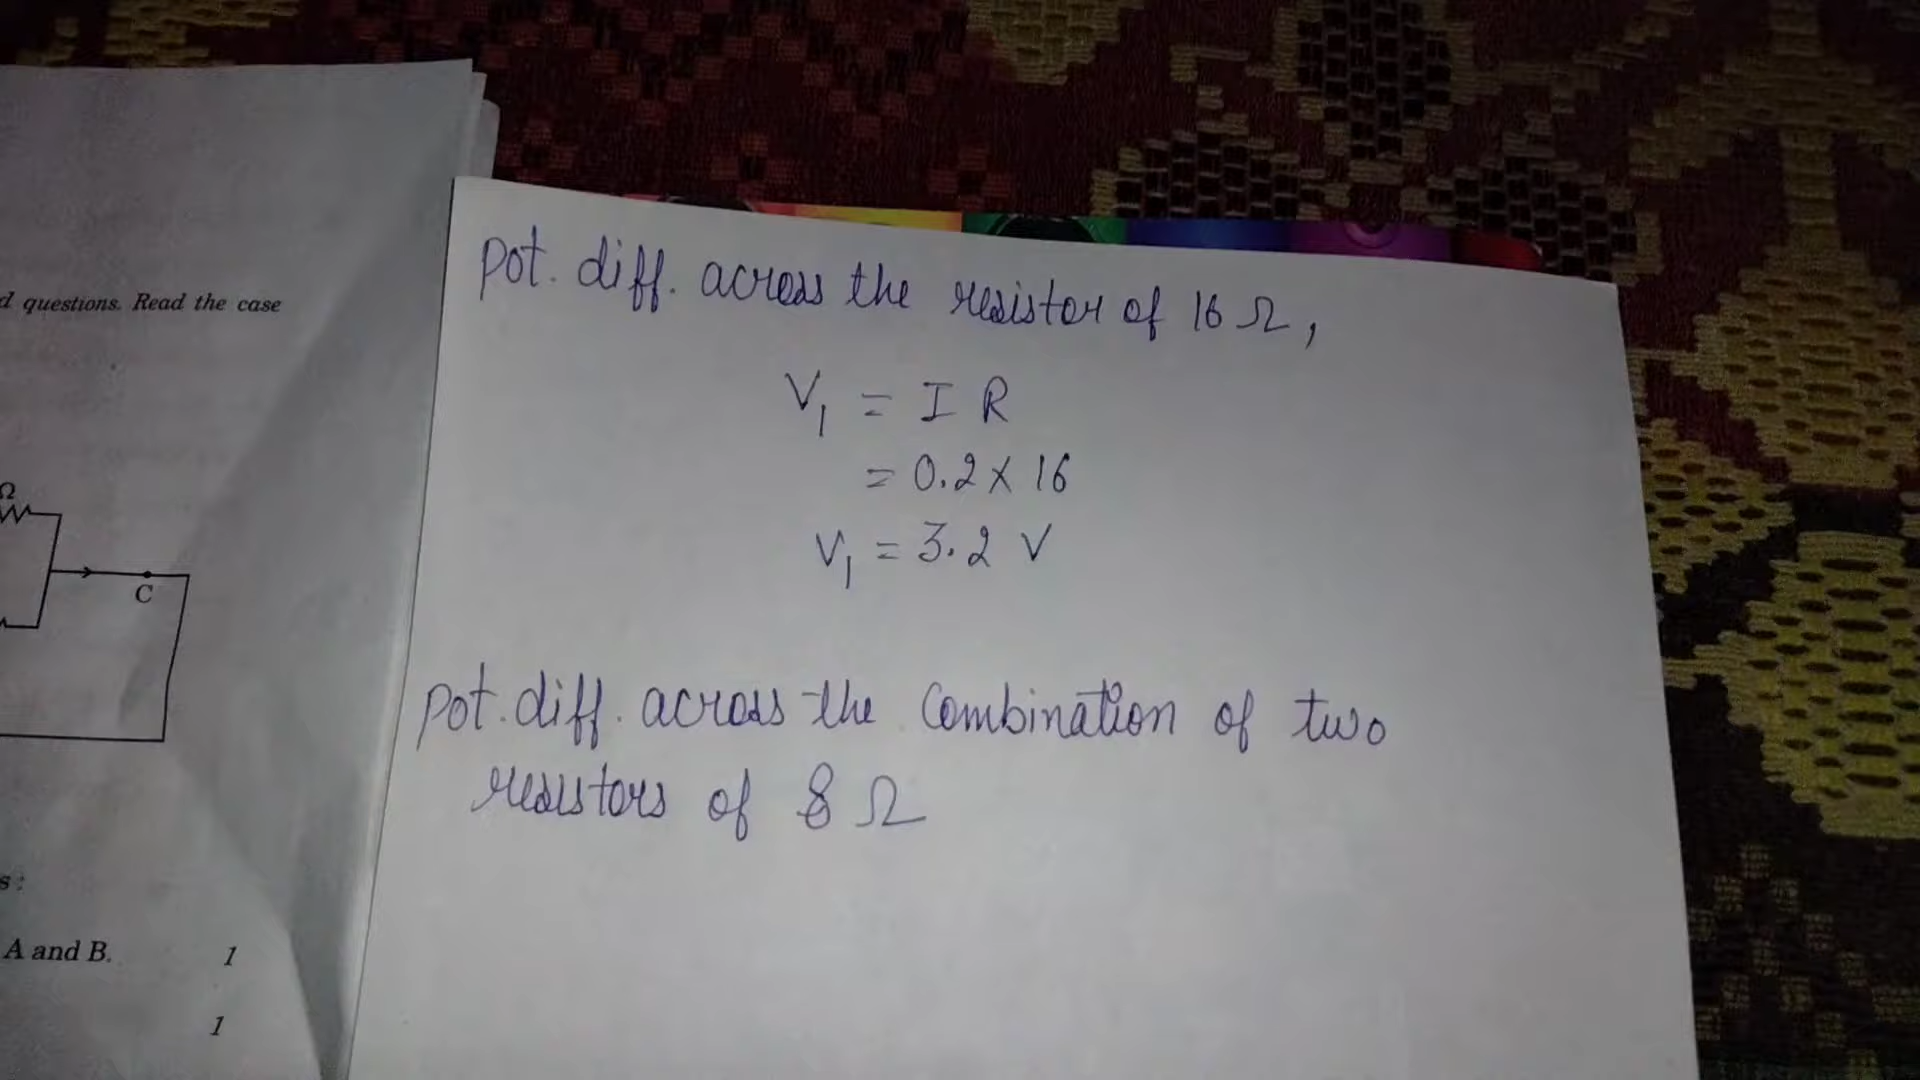 d questions. Read the case
Ω
C
s:
A and B. 1
1
Pot. diff. across the resistor of 16 Ω,
V₁ = I R
= 0.2 × 16
V₁ = 3.2 V
Pot. diff. across the combination of two
resistors of 8 Ω